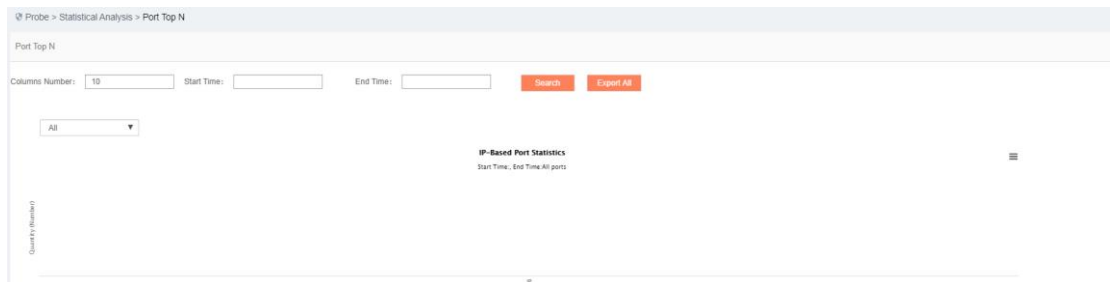 Probe > Statistical Analysis > Port Top N
Port Top N
Columns Number: 10 Start Time: End Time: Search Export All
All
IP-Based Port Statistics
Start Time:, End Time:All ports
Quantity (Number)